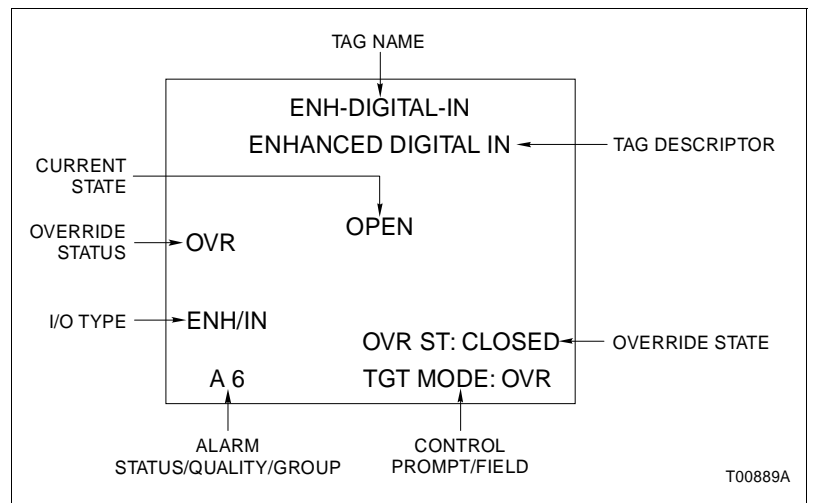 TAG NAME
ENH-DIGITAL-IN
ENHANCED DIGITAL IN
TAG DESCRIPTOR
CURRENT
STATE
OPEN
OVERRIDE
STATUS
OVR
I/O TYPE
ENH/IN
OVR ST: CLOSED
OVERRIDE STATE
A 6
TGT MODE: OVR
ALARM
STATUS/QUALITY/GROUP
CONTROL
PROMPT/FIELD
T00889A